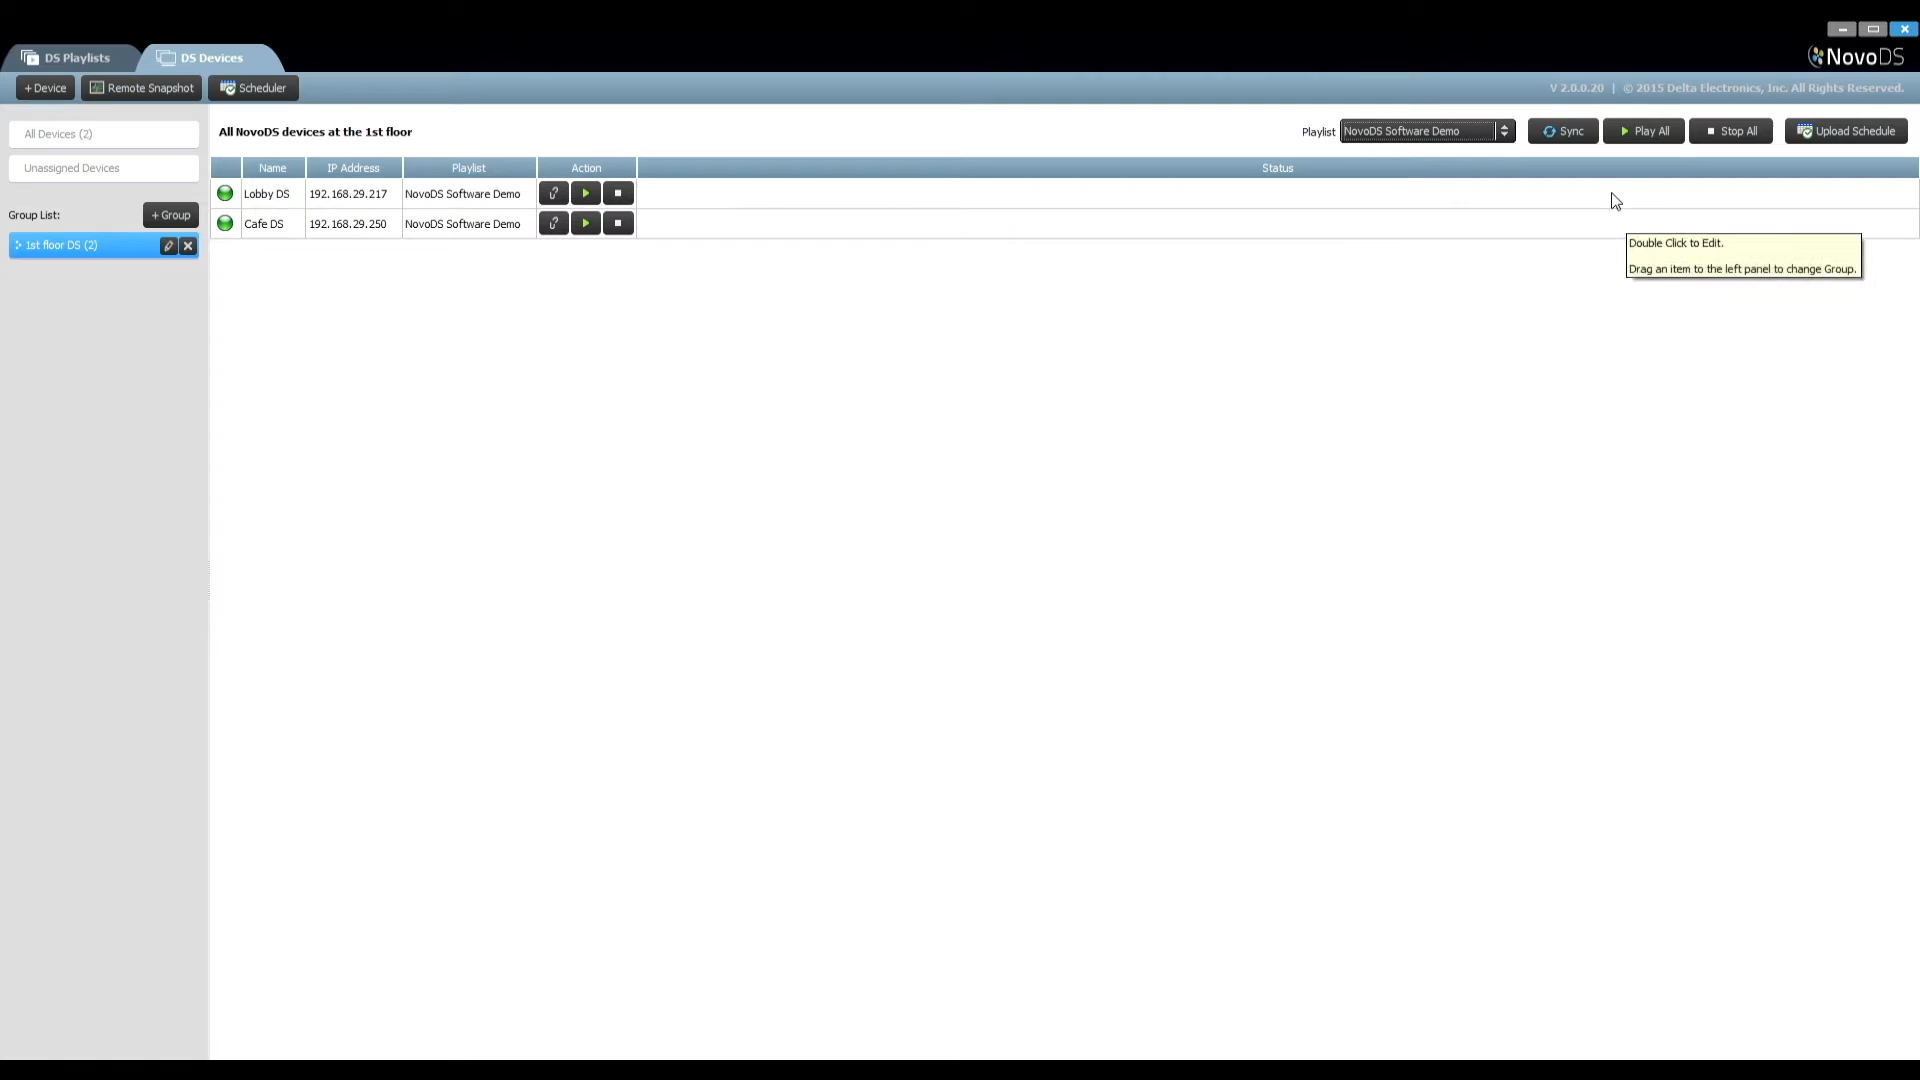 DS Playlists
DS Devices
NovoDS
+ Device
Remote Snapshot
Scheduler
V 2.0.0.20 | © 2015 Delta Electronics, Inc. All Rights Reserved.
All Devices (2)
Unassigned Devices
Group List:
+ Group
1st floor DS (2)
All NovoDS devices at the 1st floor
Playlist
NovoDS Software Demo
Sync
Play All
Stop All
Upload Schedule
Name IP Address Playlist Action Status
Lobby DS 192.168.29.217 NovoDS Software Demo
Cafe DS 192.168.29.250 NovoDS Software Demo
Double Click to Edit.
Drag an item to the left panel to change Group.